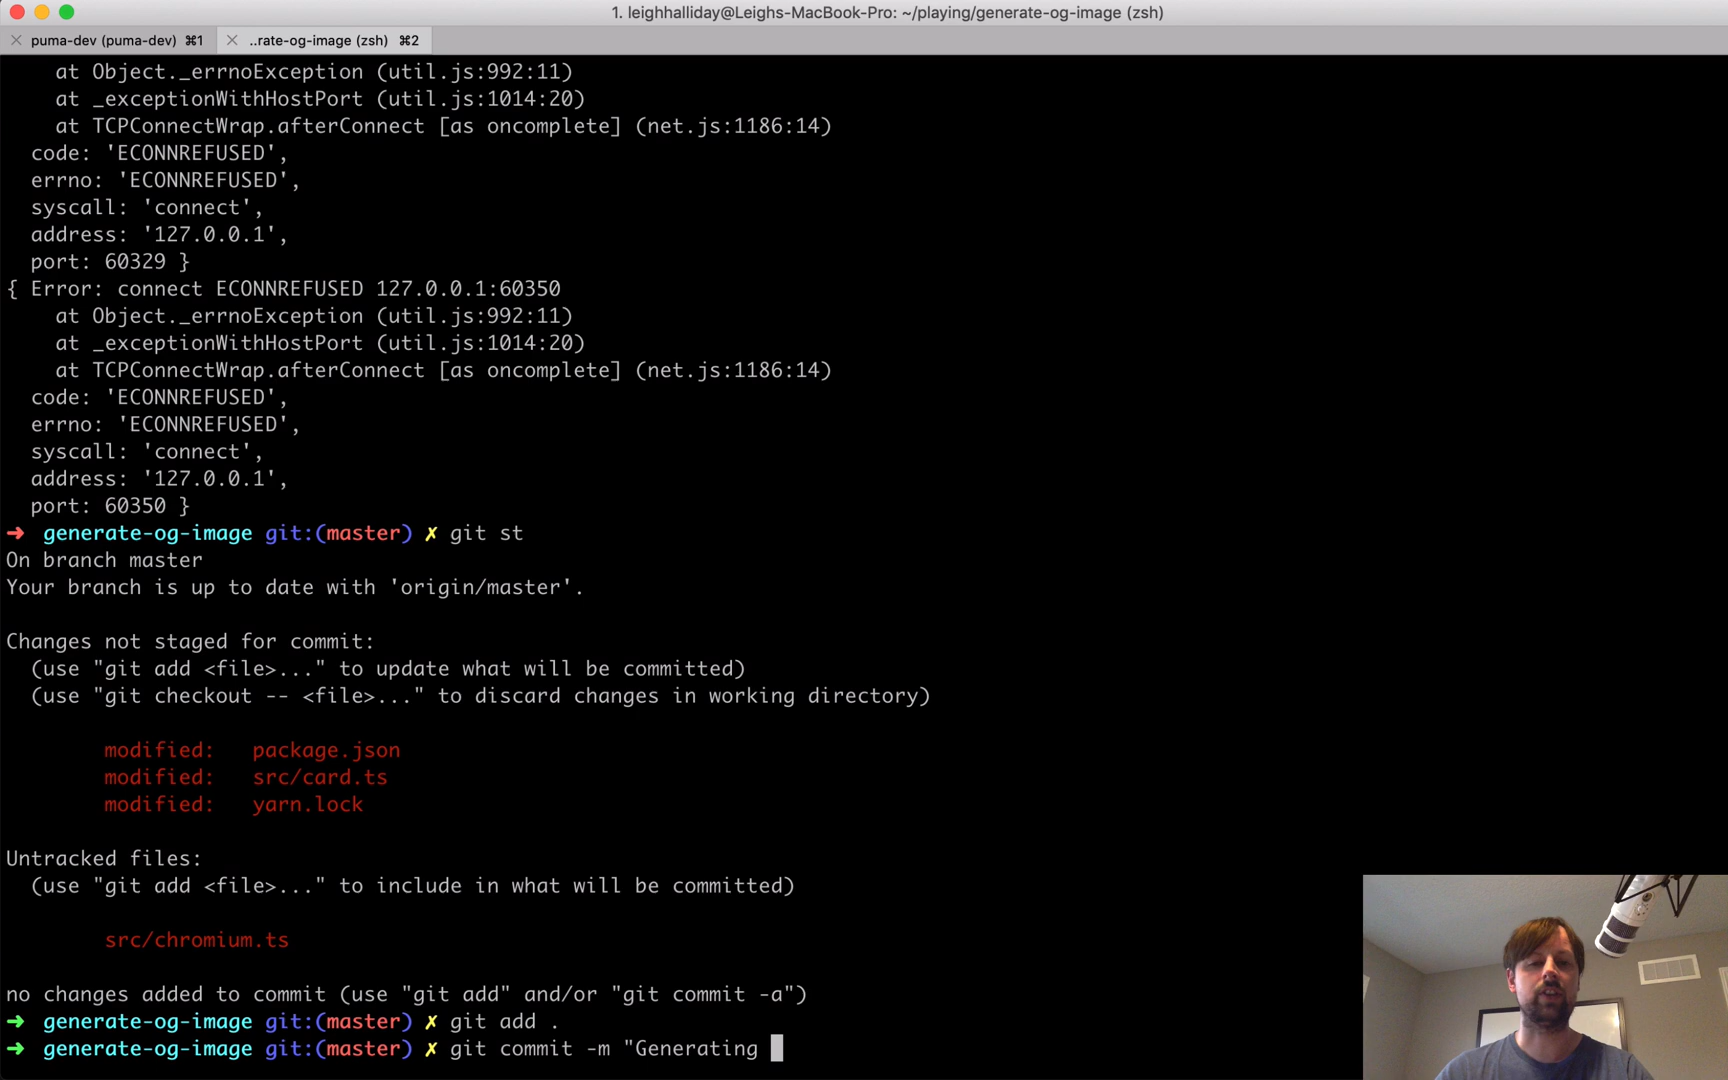 1. leighhalliday@Leighs-MacBook-Pro: ~/playing/generate-og-image (zsh)
puma-dev (puma-dev) ⌘1
..rate-og-image (zsh) ⌘2
at Object._errnoException (util.js:992:11)
at _exceptionWithHostPort (util.js:1014:20)
at TCPConnectWrap.afterConnect [as oncomplete] (net.js:1186:14)
code: 'ECONNREFUSED',
errno: 'ECONNREFUSED',
syscall: 'connect',
address: '127.0.0.1',
port: 60329 }
{ Error: connect ECONNREFUSED 127.0.0.1:60350
at Object._errnoException (util.js:992:11)
at _exceptionWithHostPort (util.js:1014:20)
at TCPConnectWrap.afterConnect [as oncomplete] (net.js:1186:14)
code: 'ECONNREFUSED',
errno: 'ECONNREFUSED',
syscall: 'connect',
address: '127.0.0.1',
port: 60350 }
➜ generate-og-image git:(master) ✗ git st
On branch master
Your branch is up to date with 'origin/master'.
Changes not staged for commit:
(use "git add <file>..." to update what will be committed)
(use "git checkout -- <file>..." to discard changes in working directory)
modified: package.json
modified: src/card.ts
modified: yarn.lock
Untracked files:
(use "git add <file>..." to include in what will be committed)
src/chromium.ts
no changes added to commit (use "git add" and/or "git commit -a")
➜ generate-og-image git:(master) ✗ git add .
➜ generate-og-image git:(master) ✗ git commit -m "Generating